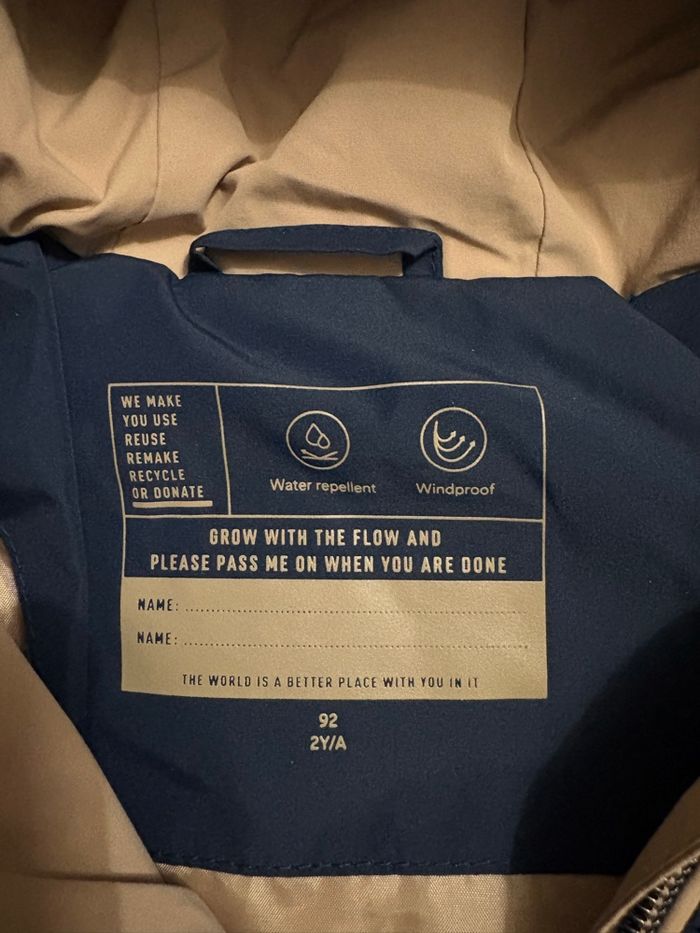 WE MAKE
YOU USE
REUSE
REMAKE
RECYCLE
OR DONATE
Water repellent
Windproof
GROW WITH THE FLOW AND
PLEASE PASS ME ON WHEN YOU ARE DONE
NAME:
NAME:
THE WORLD IS A BETTER PLACE WITH YOU IN IT
92
2Y/A